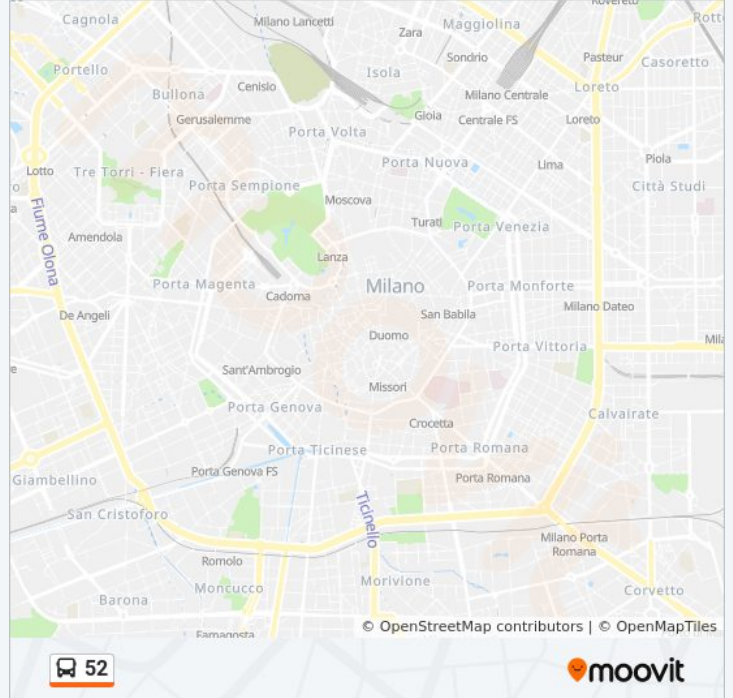 Rovereto
Cagnola
Milano Lancetti
Maggiolina
Rott
Zara
Sondrio
Pasteur
Casoretto
Portello
Isola
Bullona
Cenisio
Milano Centrale
Loreto
Gerusalemme
Gioia
Centrale FS
Loreto
Porta Volta
Lotto
Tre Torri - Fiera
Porta Nuova
Lima
Piola
o
Porta Sempione
Città Studi
Moscova
a
Fiume Olona
Turati
Porta Venezia
Amendola
Lanza
Porta Magenta
Cadorna
Milano
Porta Monforte
De Angeli
San Babila
Milano Dateo
Duomo
Porta Vittoria
Mila
e
Sant'Ambrogio
Missori
Porta Genova
Crocetta
Calvairate
Porta Ticinese
Porta Romana
Giambellino
Porta Genova FS
Porta Romana
San Cristoforo
Ticinello
Milano Porta
Romana
Romolo
Moncucco
Morivione
Corvetto
Barona
Famagosta
© OpenStreetMap contributors | © OpenMapTiles
52
moovit